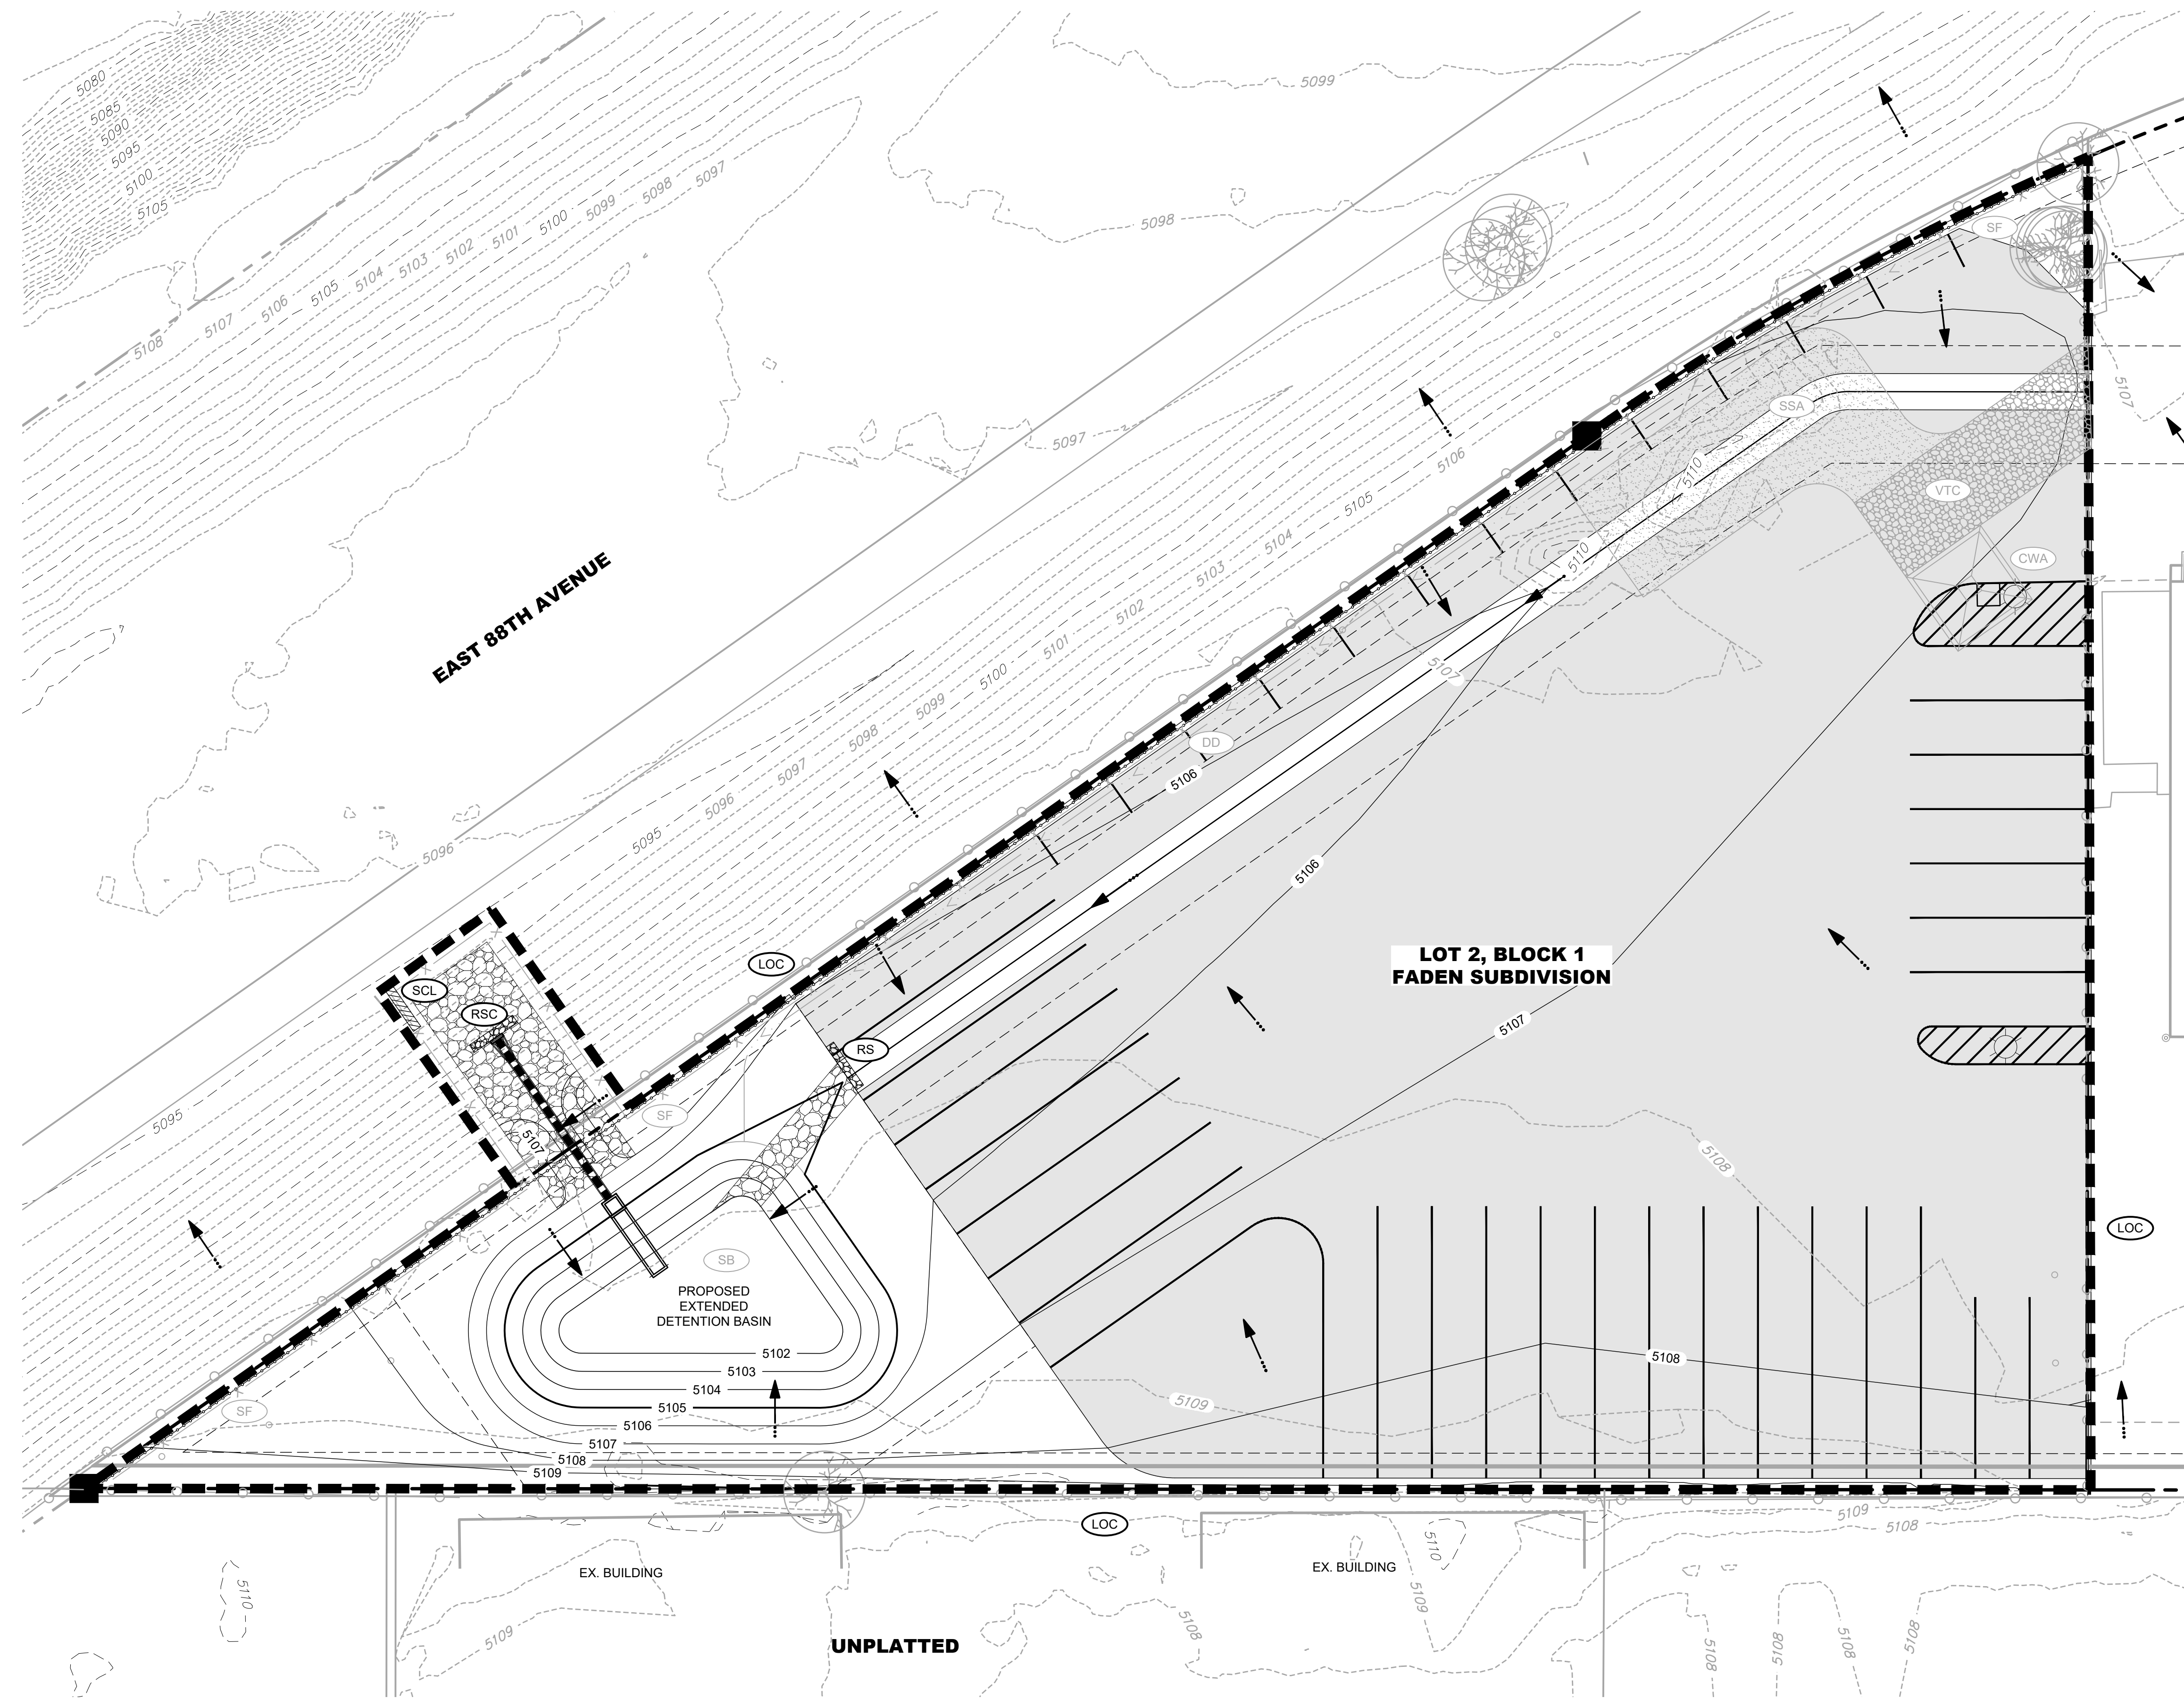 5080
5085
5090
5095
5100
5105
5099
5098
5097
5108
5107
5106
5105
5104
5103
5102
5101
5100
5099
5098
5097
SF
5107
SSA
5110
VTC
CWA
5110
5097
EAST 88TH AVENUE
5106
5105
5104
5103
5102
5101
5100
5099
5098
5097
5096
5095
5096
5107
DD
5106
5106
LOT 2, BLOCK 1
FADEN SUBDIVISION
5107
LOC
SCL
RSC
RS
5095
SF
5107
5108
LOC
SB
PROPOSED
EXTENDED
DETENTION BASIN
5102
5103
5104
5105
5106
5107
5108
5109
5108
5109
SF
LOC
EX. BUILDING
EX. BUILDING
5109
5108
5110
5110
5109
5109
5108
5108
5108
5108
5108
UNPLATTED